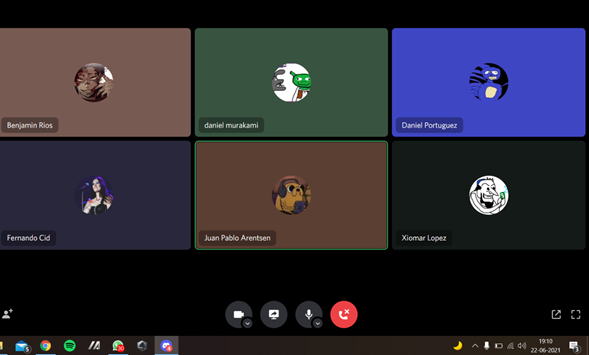 Benjamin Rios
daniel murakami
Daniel Portuguez
Fernando Cid
Juan Pablo Arentsen
Xiomar Lopez
19:10
22-06-2021